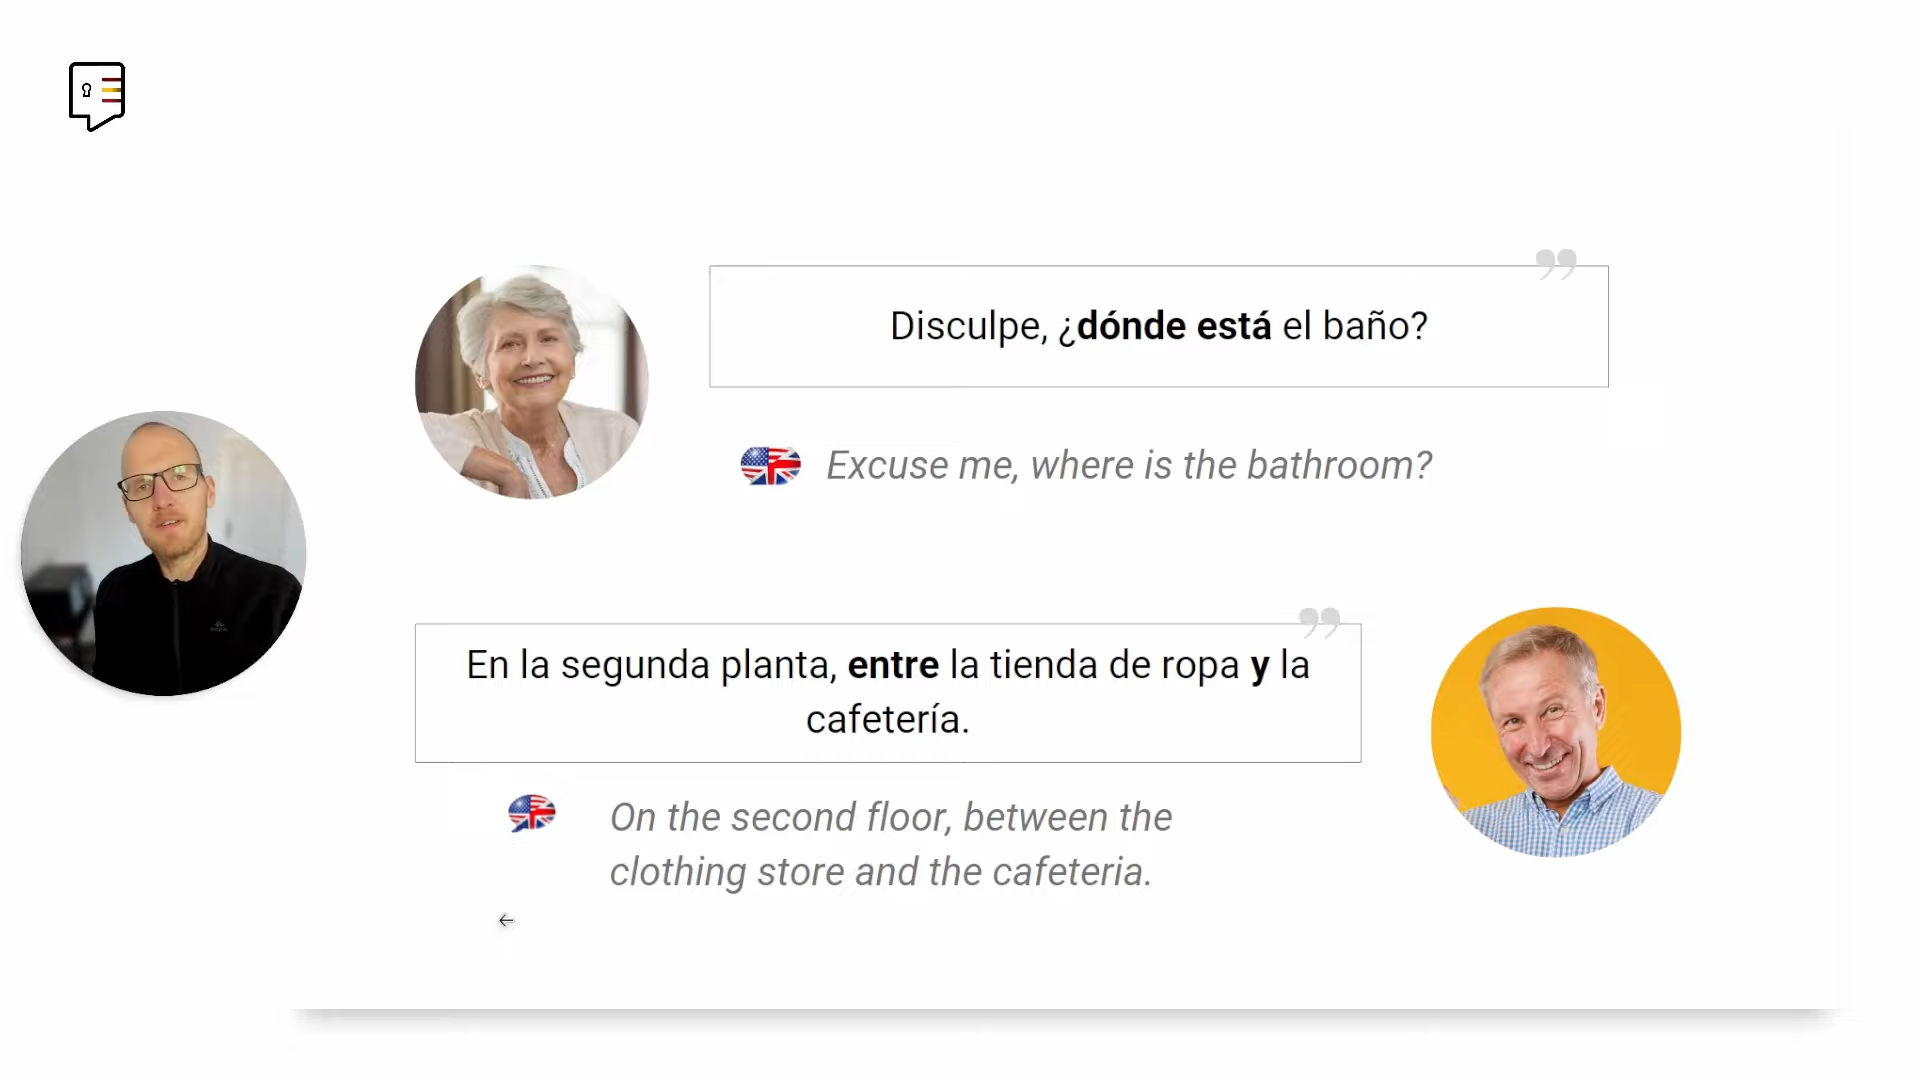 Disculpe, ¿dónde está el baño?
Excuse me, where is the bathroom?
En la segunda planta, entre la tienda de ropa y la
cafetería.
On the second floor, between the
clothing store and the cafeteria.